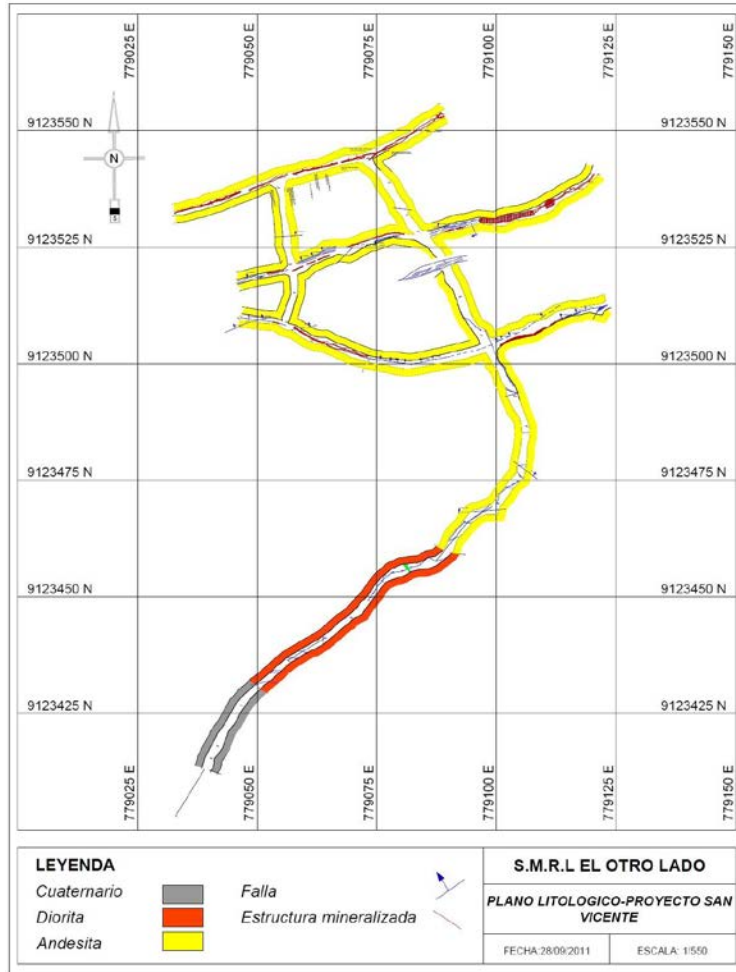 779025 E
779050 E
779075 E
779100 E
779125 E
779150 E
N
9123550 N
9123550 N
9123525 N
9123525 N
9123500 N
9123500 N
9123475 N
9123475 N
9123450 N
9123450 N
9123425 N
9123425 N
779025 E
779050 E
779075 E
779100 E
779125 E
779150 E
LEYENDA
Cuaternario
Diorita
Andesita
Falla
Estructura mineralizada
S.M.R.L EL OTRO LADO
PLANO LITOLOGICO-PROYECTO SAN
VICENTE
FECHA:28/09/2011
ESCALA: 1/550